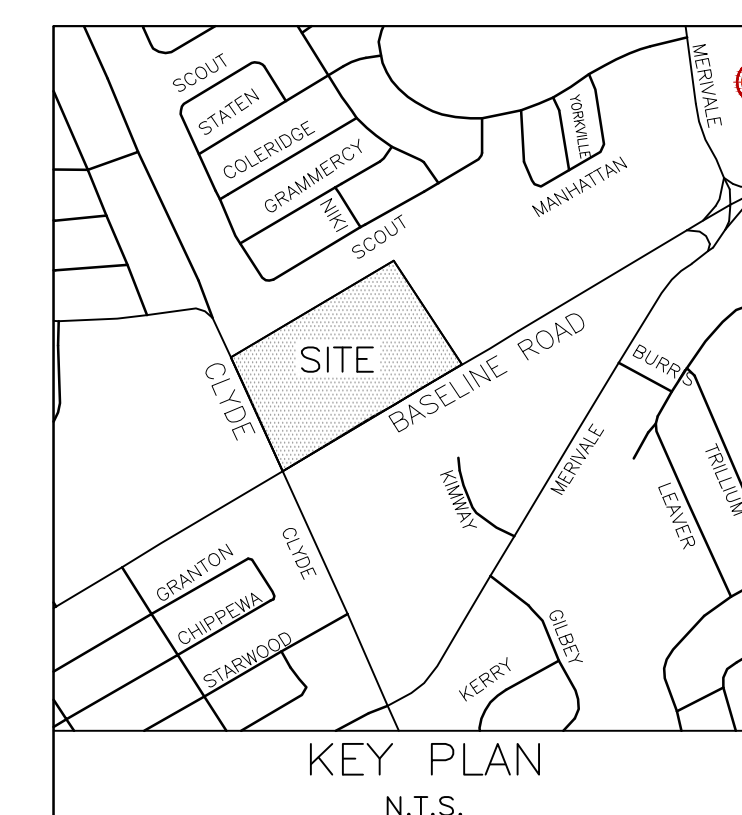 SCOUT
MERIVALE
STATEN
YORKVILLE
COLERIDGE
GRAMMERCY
MANHATTAN
NIKI
SCOUT
SITE
BASELINE ROAD
BURRIS
CLYDE
MERIVALE
TRILLIUM
KIMWAY
LEAVER
CLYDE
GRANTON
CHIPPEWA
STARWOOD
GILBEY
KERRY
KEY PLAN
N.T.S.